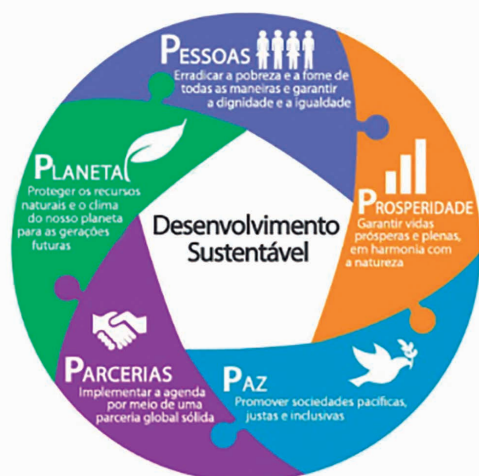 PESSOAS
Erradicar a pobreza e a fome de
todas as maneiras e garantir
a dignidade e a igualdade
PLANETA
Proteger os recursos
naturais e o clima
do nosso planeta
para as gerações
futuras
PROSPERIDADE
Garantir vidas
prósperas e plenas,
em harmonia com
a natureza
Desenvolvimento
Sustentável
PARCERIAS
Implementar a agenda
por meio de uma
parceria global sólida
PAZ
Promover sociedades pacíficas,
justas e inclusivas